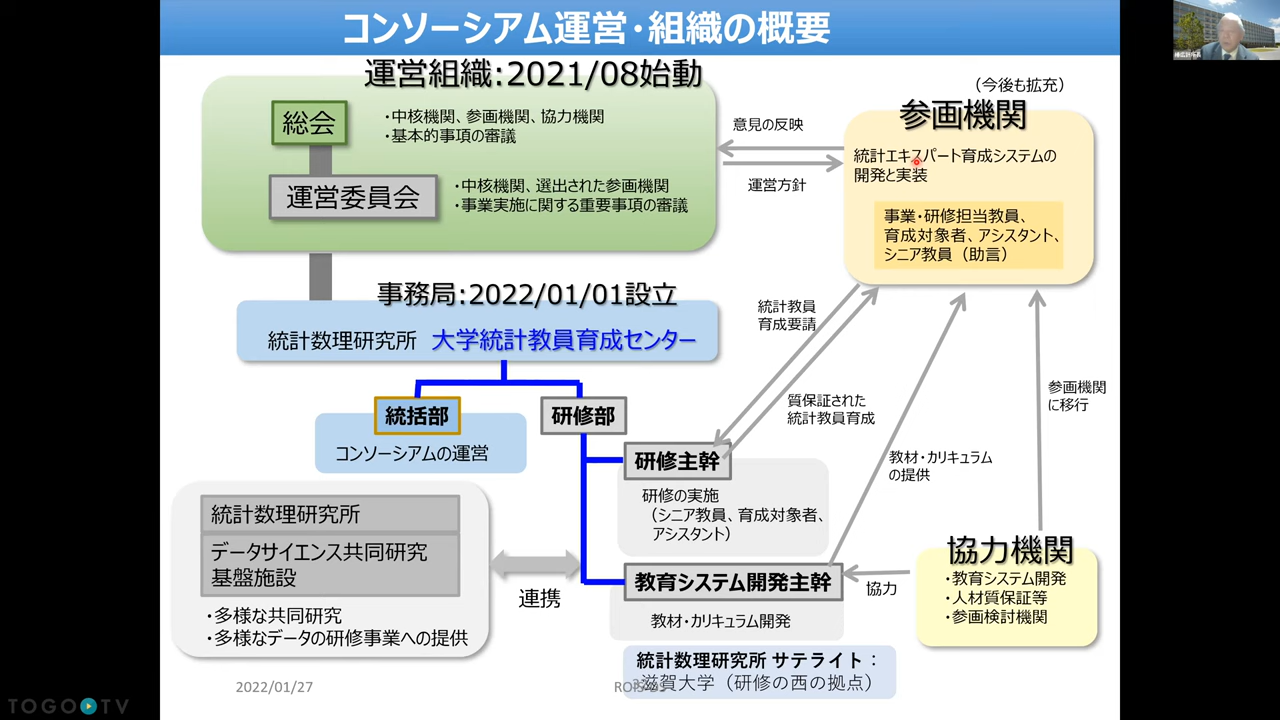 コンソーシアム運営・組織の概要
運営組織:2021/08始動
総会
・中核機関、参画機関、協力機関
・基本的事項の審議
運営委員会
・中核機関、選出された参画機関
・事業実施に関する重要事項の審議
意見の反映
運営方針
（今後も拡充）
参画機関
統計エキスパート育成システムの
開発と実装
事業・研修担当教員、
育成対象者、アシスタント、
シニア教員（助言）
事務局:2022/01/01設立
統計数理研究所 大学統計教員育成センター
統計教員
育成要請
質保証された
統計教員育成
教材・カリキュラム
の提供
参画機関
に移行
統括部
コンソーシアムの運営
研修部
研修主幹
研修の実施
（シニア教員、育成対象者、
アシスタント）
統計数理研究所
データサイエンス共同研究
基盤施設
・多様な共同研究
・多様なデータの研修事業への提供
連携
教育システム開発主幹
教材・カリキュラム開発
協力
協力機関
・教育システム開発
・人材質保証等
・参画検討機関
統計数理研究所 サテライト：
滋賀大学（研修の西の拠点）
2022/01/27
TOGOTV